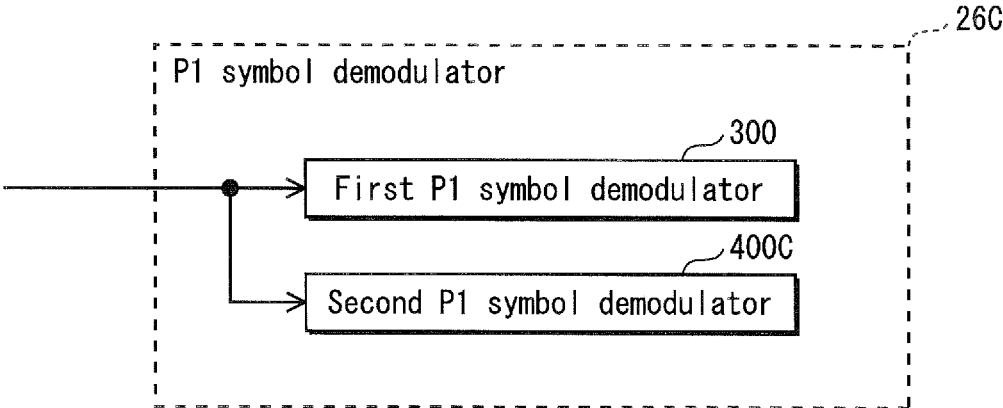 26C
P1 symbol demodulator
300
First P1 symbol demodulator
400C
Second P1 symbol demodulator